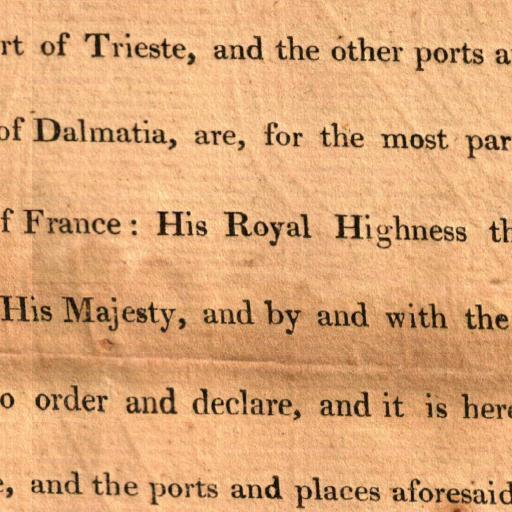 rt of Trieste, and the other ports a
of Dalmatia, are, for the most par
f France: His Royal Highness th
His Majesty, and by and with the
o order and declare, and it is here
e, and the ports and places aforesaid